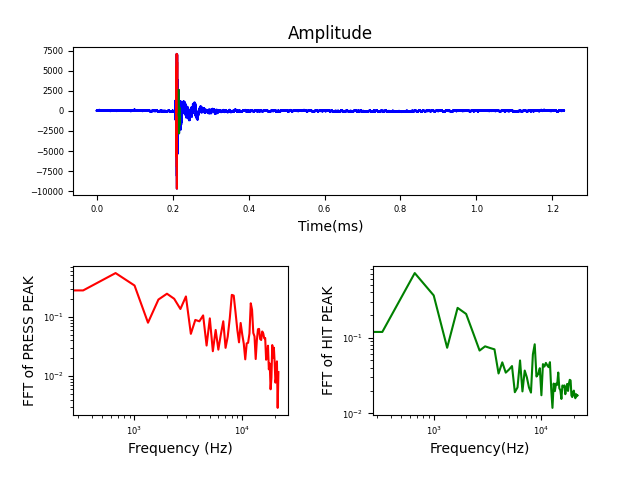 Amplitude
7500
5000
2500
0
−2500
−5000
−7500
−10000
0.0 0.2 0.4 0.6 0.8 1.0 1.2
Time(ms)
FFT of PRESS PEAK
10⁻¹
10⁻²
10³ 10⁴
Frequency (Hz)
FFT of HIT PEAK
10⁻¹
10⁻²
10³ 10⁴
Frequency(Hz)